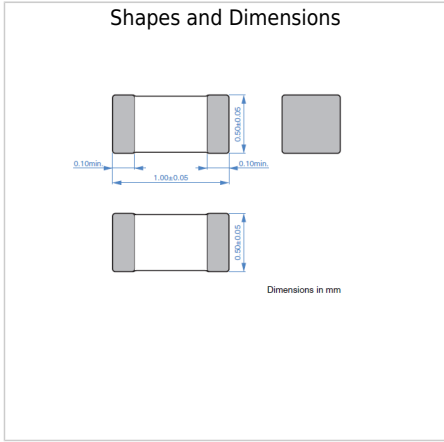 Shapes and Dimensions
0.50±0.05
0.10min.
0.10min.
1.00±0.05
0.50±0.05
Dimensions in mm